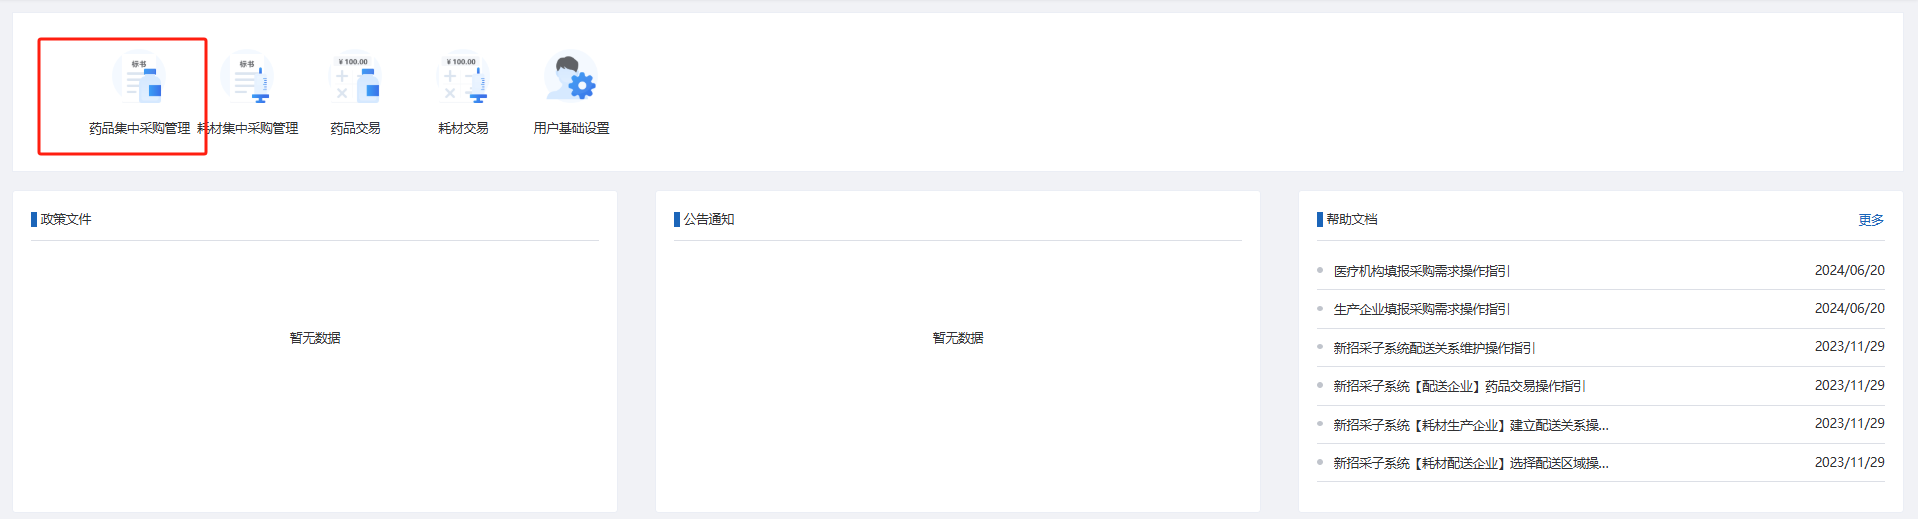 标书
标书
¥ 100.00
¥ 100.00
药品集中采购管理
耗材集中采购管理
药品交易
耗材交易
用户基础设置
政策文件
暂无数据
公告通知
暂无数据
帮助文档
更多
医疗机构填报采购需求操作指引
2024/06/20
生产企业填报采购需求操作指引
2024/06/20
新招采子系统配送关系维护操作指引
2023/11/29
新招采子系统【配送企业】药品交易操作指引
2023/11/29
新招采子系统【耗材生产企业】建立配送关系操...
2023/11/29
新招采子系统【耗材配送企业】选择配送区域操...
2023/11/29